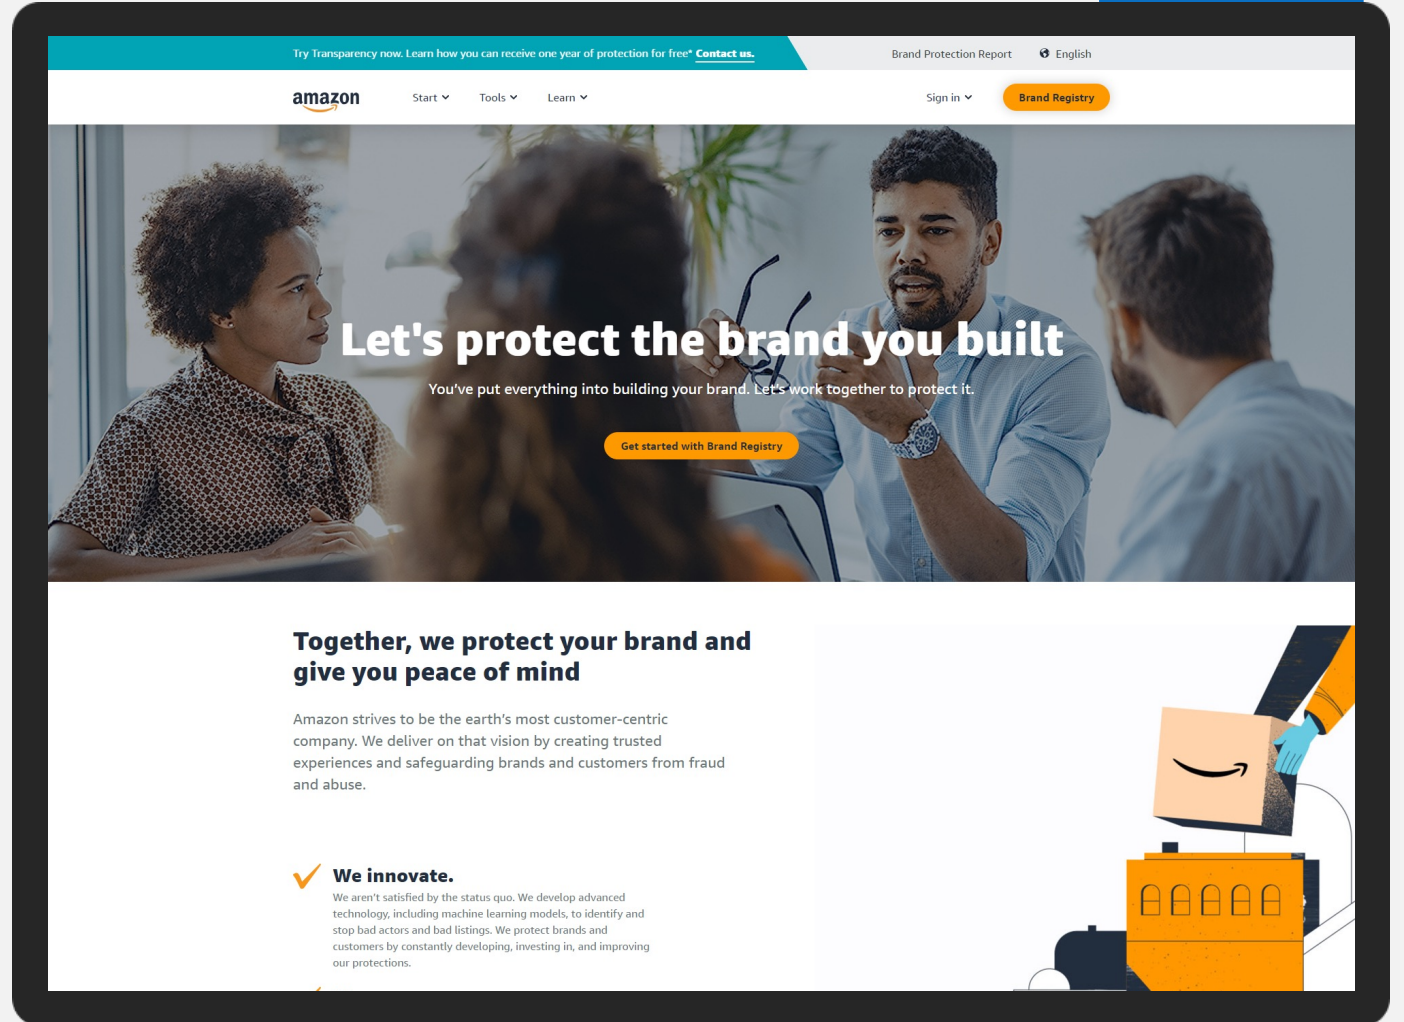 Try Transparency now. Learn how you can receive one year of protection for free* Contact us.
Brand Protection Report
English
amazon
Start
Tools
Learn
Sign in
Brand Registry
Let's protect the brand you built
You’ve put everything into building your brand. Let’s work together to protect it.
Get started with Brand Registry
Together, we protect your brand and
give you peace of mind
Amazon strives to be the earth’s most customer-centric
company. We deliver on that vision by creating trusted
experiences and safeguarding brands and customers from fraud
and abuse.
We innovate.
We aren’t satisfied by the status quo. We develop advanced
technology, including machine learning models, to identify and
stop bad actors and bad listings. We protect brands and
customers by constantly developing, investing in, and improving
our protections.